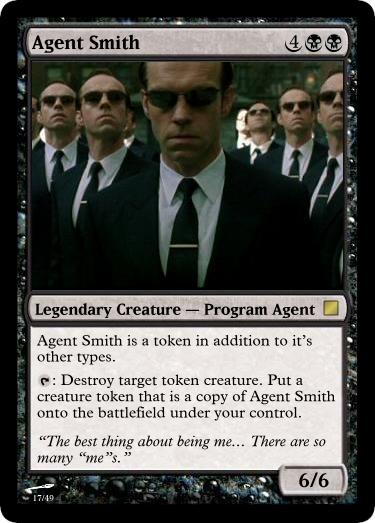 Agent Smith 4
Legendary Creature — Program Agent
Agent Smith is a token in addition to it's
other types.
: Destroy target token creature. Put a
creature token that is a copy of Agent Smith
onto the battlefield under your control.
“The best thing about being me… There are so
many “me”s.”
6/6
17/49